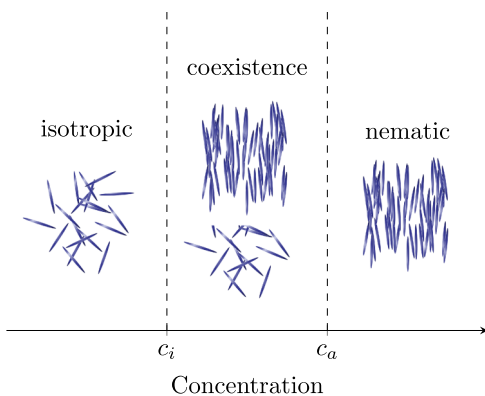 coexistence
isotropic
nematic
c_i
c_a
Concentration